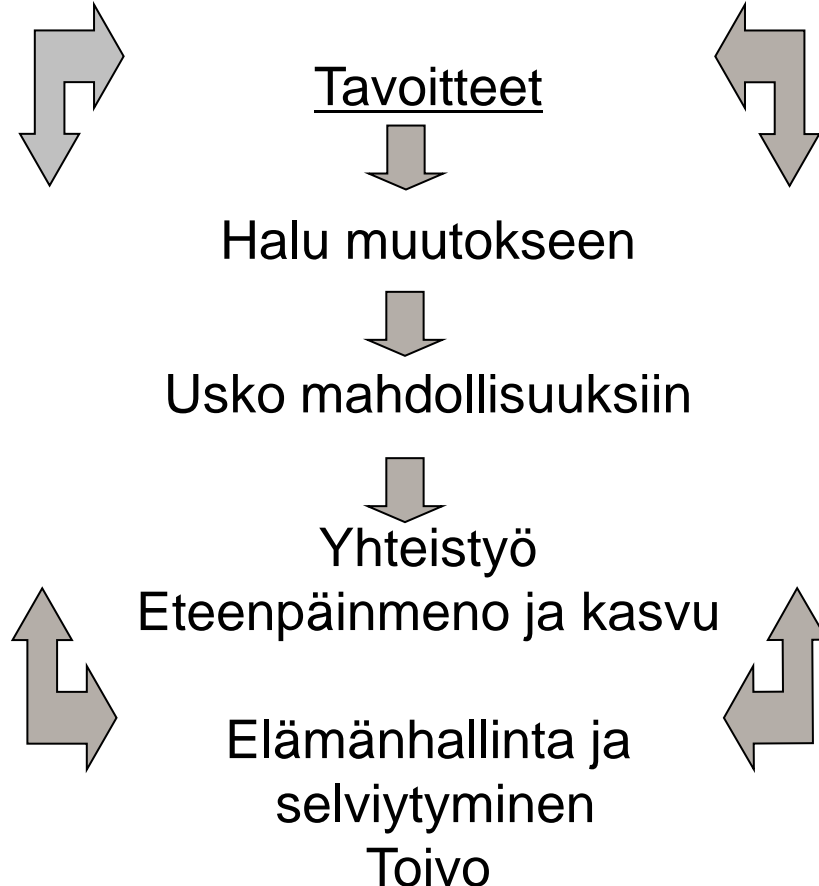 Tavoitteet
Halu muutokseen
Usko mahdollisuuksiin
Yhteistyö
Eteenpäinmeno ja kasvu
Elämänhallinta ja
selviytyminen
Toivo